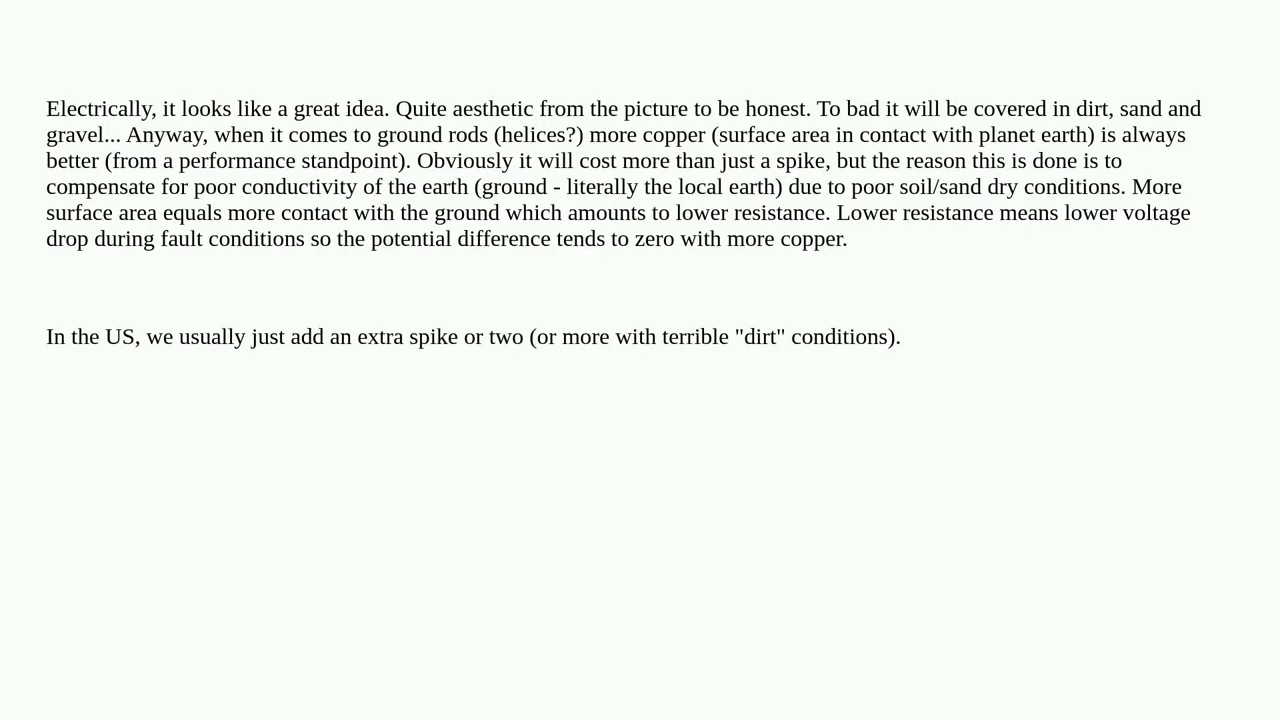 Electrically, it looks like a great idea. Quite aesthetic from the picture to be honest. To bad it will be covered in dirt, sand and
gravel... Anyway, when it comes to ground rods (helices?) more copper (surface area in contact with planet earth) is always
better (from a performance standpoint). Obviously it will cost more than just a spike, but the reason this is done is to
compensate for poor conductivity of the earth (ground - literally the local earth) due to poor soil/sand dry conditions. More
surface area equals more contact with the ground which amounts to lower resistance. Lower resistance means lower voltage
drop during fault conditions so the potential difference tends to zero with more copper.
In the US, we usually just add an extra spike or two (or more with terrible "dirt" conditions).